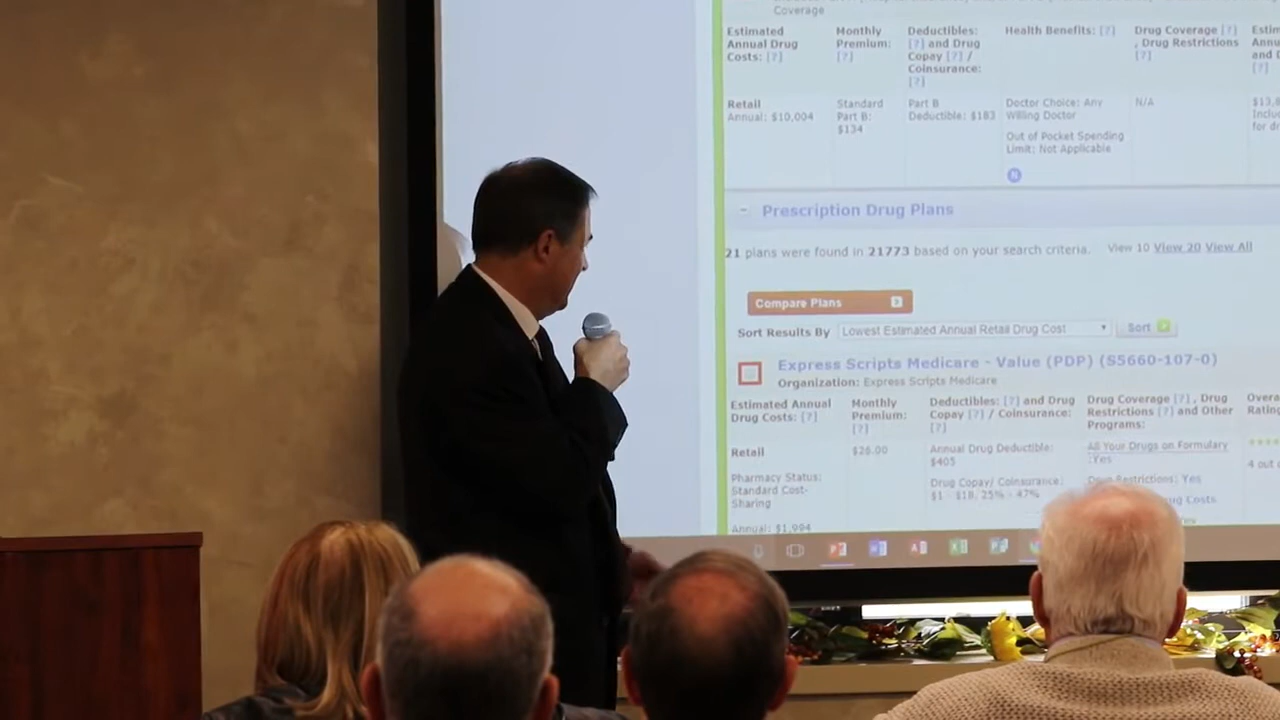 Coverage
Estimated Annual Drug Costs: [?]
Monthly Premium: [?]
Deductibles: [?] and Drug Copay [?] / Coinsurance: [?]
Health Benefits: [?]
Drug Coverage [?] , Drug Restrictions [?]
Retail
Annual: $10,004
Standard Part B: $134
Part B Deductible: $183
Doctor Choice: Any Willing Doctor
Out of Pocket Spending Limit: Not Applicable
N/A
N
Prescription Drug Plans
21 plans were found in 21773 based on your search criteria.
View 10 View 20 View All
Compare Plans
Sort Results By
Lowest Estimated Annual Retail Drug Cost
Sort
Express Scripts Medicare - Value (PDP) (S5660-107-0)
Organization: Express Scripts Medicare
Estimated Annual Drug Costs: [?]
Monthly Premium: [?]
Deductibles: [?] and Drug Copay [?] / Coinsurance: [?]
Drug Coverage [?] , Drug Restrictions [?] and Other Programs:
Retail
Pharmacy Status: Standard Cost-Sharing
Annual: $1,994
$26.00
Annual Drug Deductible: $405
Drug Copay/ Coinsurance: $1 - $18, 25% - 47%
All Your Drugs on Formulary :Yes
Restrictions: Yes
Costs
4 out